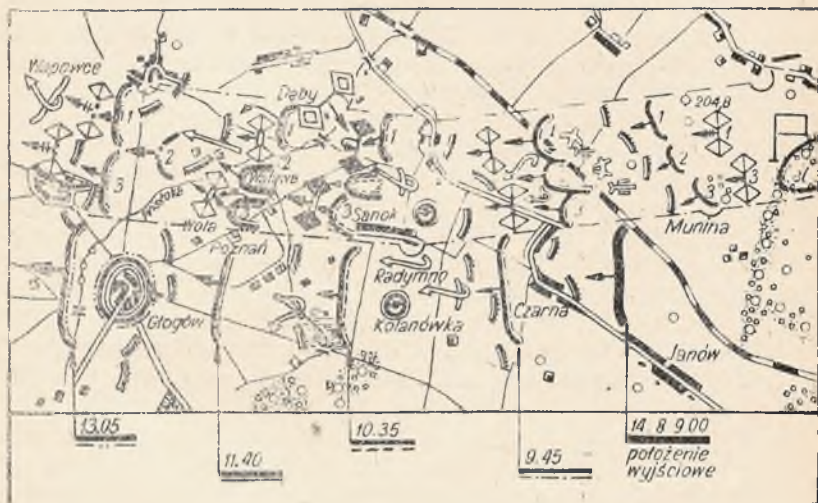 Wapowce
Dęby
204,8
1
1
1
1
1
2
2
2
3
3
3
3
Sanok
Wola
Munina
Poznań
Radymno
Głogów
Kolanówka
Czarna
Janów
13.05
11.40
10.35
9.45
14. 8 9.00
położenie
wyjściowe